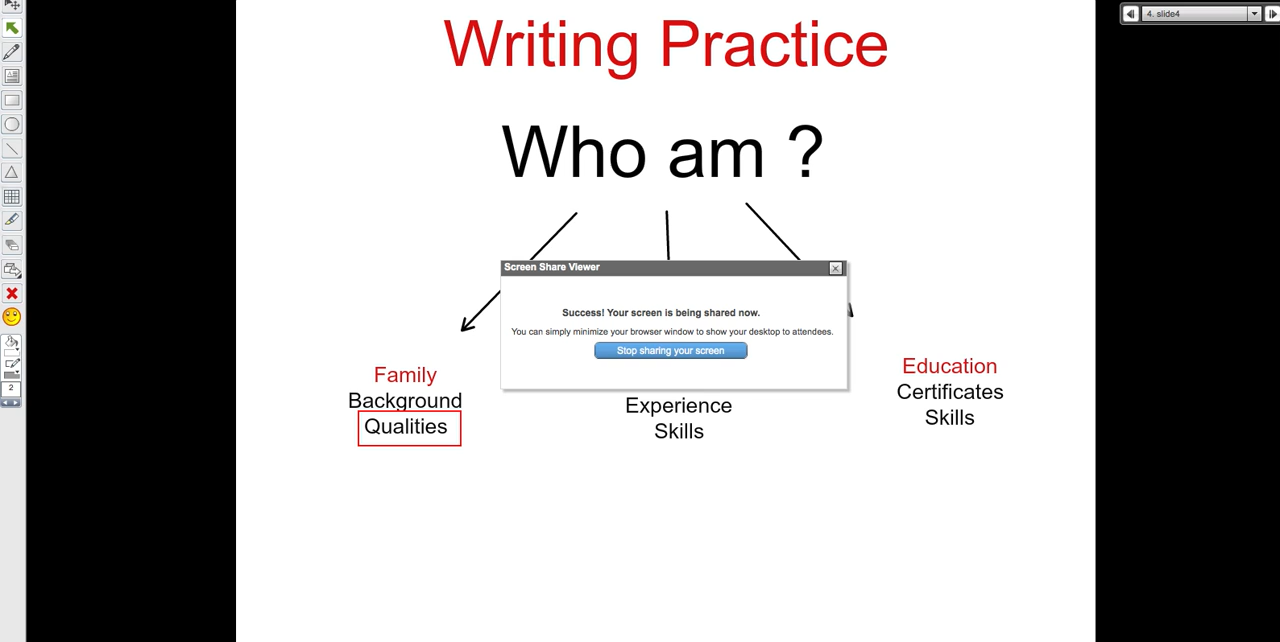 4. slide4
Writing Practice
Who am ?
Screen Share Viewer
Success! Your screen is being shared now.
You can simply minimize your browser window to show your desktop to attendees.
Stop sharing your screen
Family
Background
Qualities
Experience
Skills
Education
Certificates
Skills
2